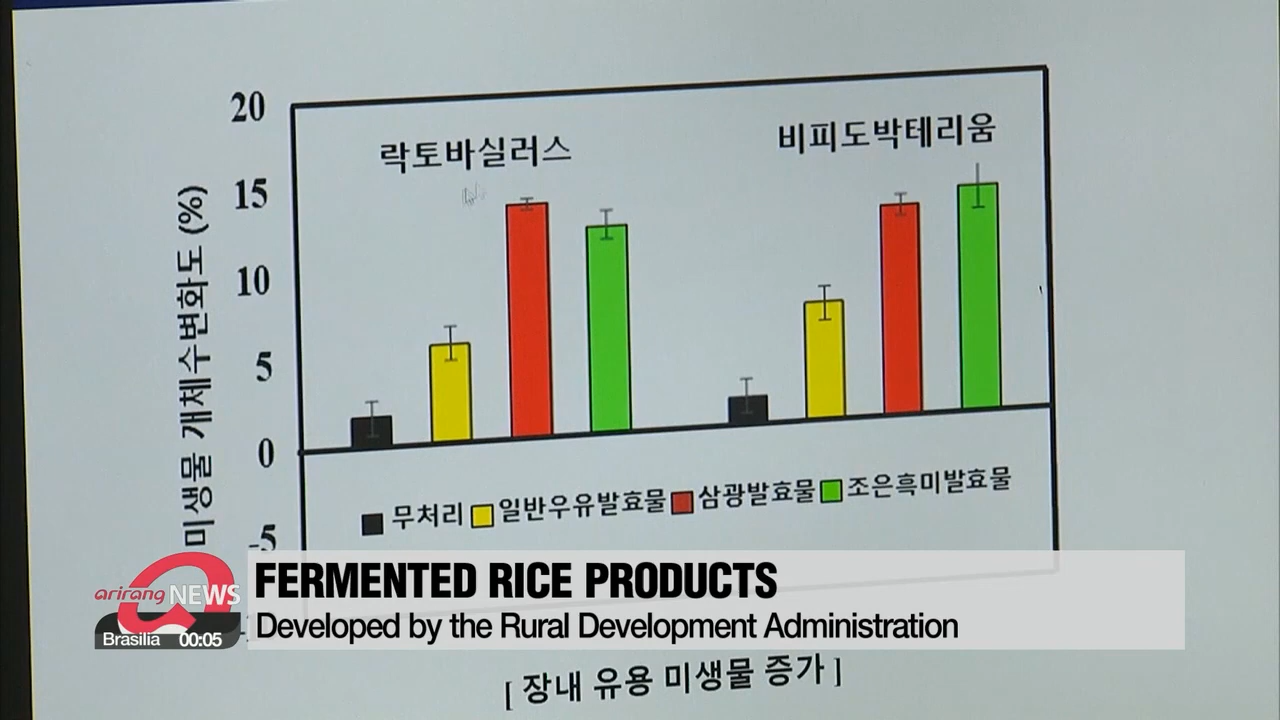 20
락토바실러스
비피도박테리움
15
10
5
0
-5
미생물 개체수변화도 (%)
무처리 일반우유발효물 삼광발효물 조은흑미발효물
arirang NEWS
Brasilia 00:05
FERMENTED RICE PRODUCTS
Developed by the Rural Development Administration
[ 장내 유용 미생물 증가 ]